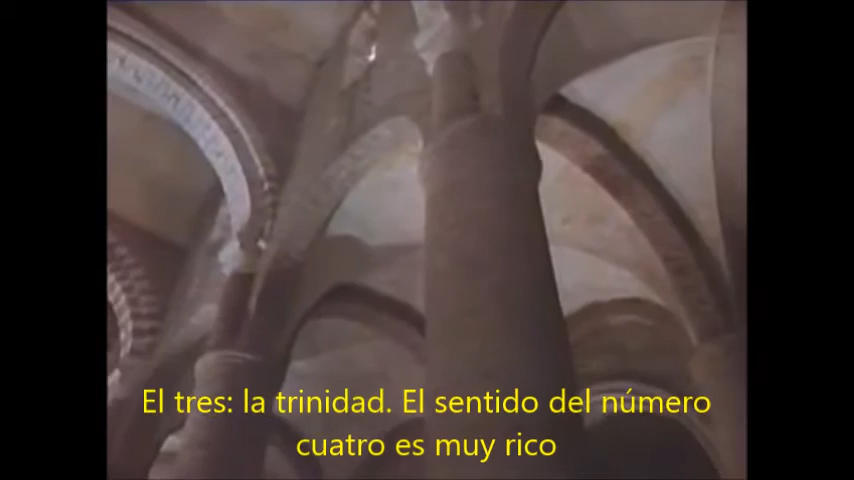 El tres: la trinidad. El sentido del número
cuatro es muy rico